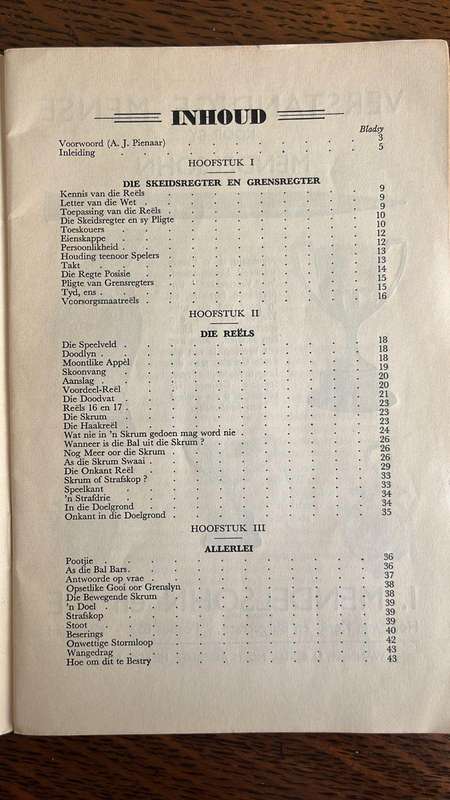 INHOUD
Bladsy
Voorwoord (A. J. Pienaar) 3
Inleiding 5
HOOFSTUK I
DIE SKEIDSREGTER EN GRENSREGTER
Kennis van die Reëls 9
Letter van die Wet 9
Toepassing van die Reëls 9
Die Skeidsregter en sy Pligte 10
Toeskouers 10
Eienskappe 12
Persoonlikheid 12
Houding teenoor Spelers 13
Takt 13
Die Regte Posisie 14
Pligte van Grensregters 15
Tyd, ens 15
Voorsorgsmaatreëls 16
HOOFSTUK II
DIE REËLS
Die Speelveld 18
Doodlyn 18
Moontlike Appèl 18
Skoonvang 19
Aanslag 20
Voordeel-Reël 20
Die Doodvat 21
Reëls 16 en 17 23
Die Skrum 23
Die Haakreël 23
Wat nie in 'n Skrum gedoen mag word nie 24
Wanneer is die Bal uit die Skrum ? 26
Nog Meer oor die Skrum 26
As die Skrum Swaai 26
Die Onkant Reël 29
Skrum of Strafskop ? 33
Speelkant 33
'n Strafdrie 34
In die Doelgrond 34
Onkant in die Doelgrond 35
HOOFSTUK III
ALLERLEI
Pootjie 36
As die Bal Bars 36
Antwoorde op vrae 37
Opsetlike Gooi oor Grenslyn 38
Die Bewegende Skrum 38
'n Doel 39
Strafskop 39
Stoot 39
Beserings 40
Onwettige Stormloop 42
Wangedrag 43
Hoe om dit te Bestry 43